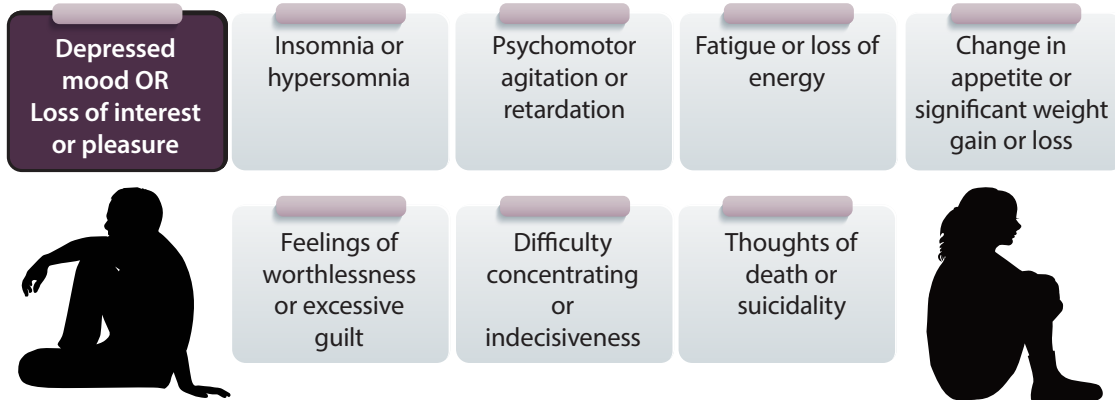 Depressed
mood OR
Loss of interest
or pleasure
Insomnia or
hypersomnia
Psychomotor
agitation or
retardation
Fatigue or loss of
energy
Change in
appetite or
significant weight
gain or loss
Feelings of
worthlessness
or excessive
guilt
Difficulty
concentrating
or
indecisiveness
Thoughts of
death or
suicidality